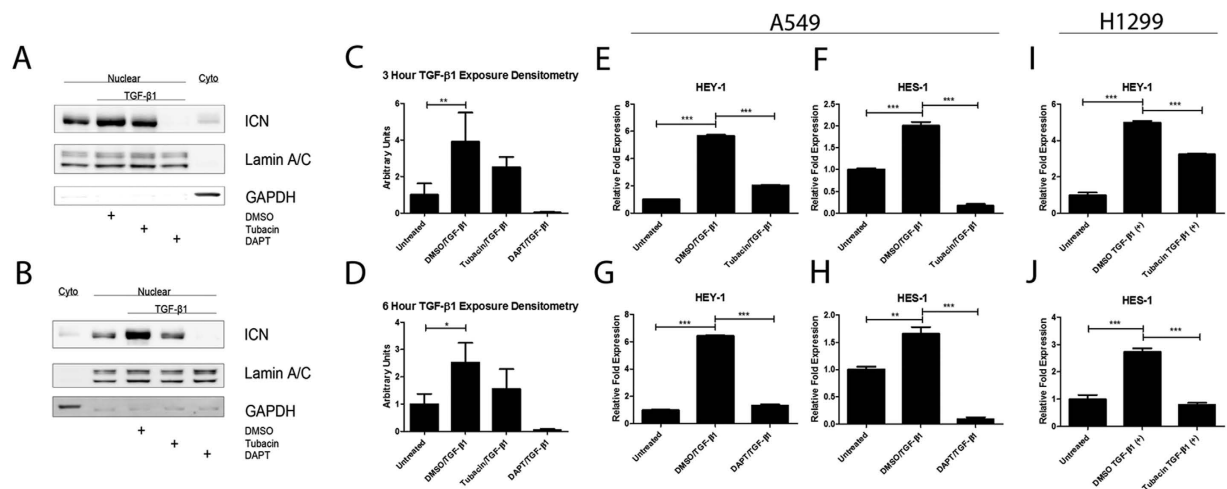 A549
H1299
A
Nuclear
Cyto
TGF-β1
ICN
Lamin A/C
GAPDH
+ DMSO
+ Tubacin
+ DAPT
B
Cyto
Nuclear
TGF-β1
ICN
Lamin A/C
GAPDH
+ DMSO
+ Tubacin
+ DAPT
C
3 Hour TGF-β1 Exposure Densitometry
Arbitrary Units
6
4
2
0
**
Untreated
DMSO/TGF-β1
Tubacin/TGF-β1
DAPT/TGF-β1
D
6 Hour TGF-β1 Exposure Densitometry
Arbitrary Units
4
3
2
1
0
*
Untreated
DMSO/TGF-β1
Tubacin/TGF-β1
DAPT/TGF-β1
E
HEY-1
Relative Fold Expression
8
6
4
2
0
***
***
Untreated
DMSO/TGF-β1
Tubacin/TGF-β1
F
HES-1
Relative Fold Expression
2.5
2.0
1.5
1.0
0.5
0.0
***
***
Untreated
DMSO/TGF-β1
Tubacin/TGF-β1
G
HEY-1
Relative Fold Expression
8
6
4
2
0
***
***
Untreated
DMSO/TGF-β1
DAPT/TGF-β1
H
HES-1
Relative Fold Expression
2.0
1.5
1.0
0.5
0.0
**
***
Untreated
DMSO/TGF-β1
DAPT/TGF-β1
I
HEY-1
Relative Fold Expression
6
4
2
0
***
***
Untreated
DMSO TGF-β1 (+)
Tubacin TGF-β1 (+)
J
HES-1
Relative Fold Expression
4
3
2
1
0
***
***
Untreated
DMSO TGF-β1 (+)
Tubacin TGF-β1 (+)